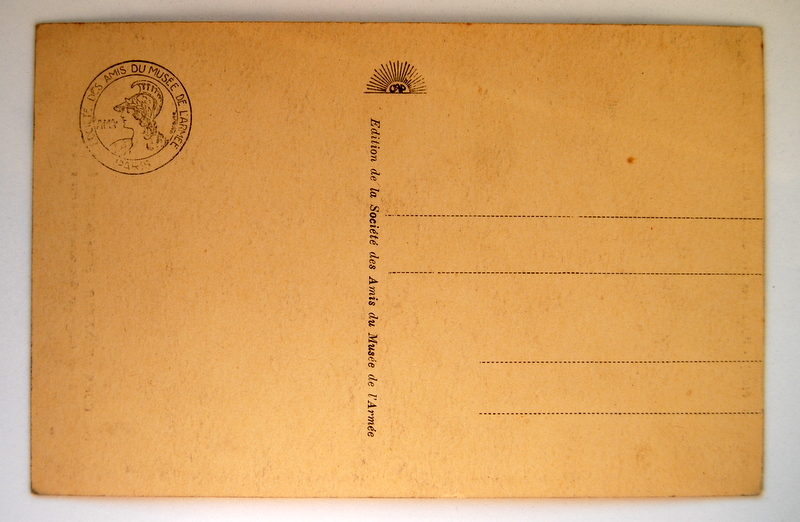 SOCIÉTÉ DES AMIS DU MUSÉE DE L'ARMÉE
PARIS
Edition de la Société des Amis du Musée de l'Armée